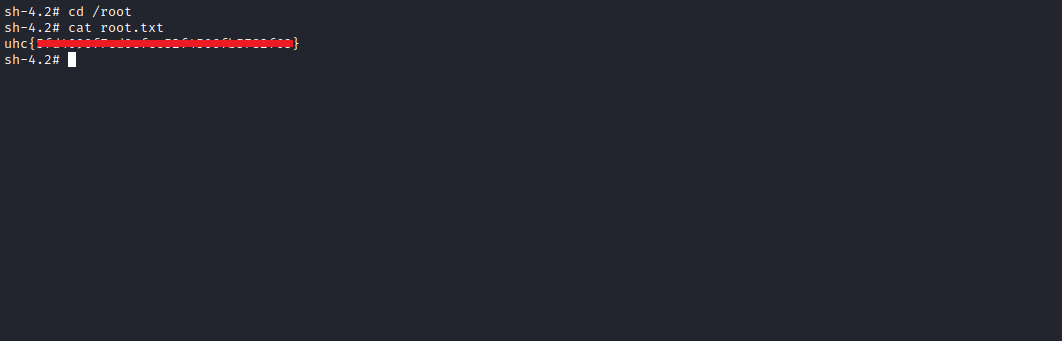 sh-4.2# cd /root
sh-4.2# cat root.txt
uhc{}
sh-4.2#